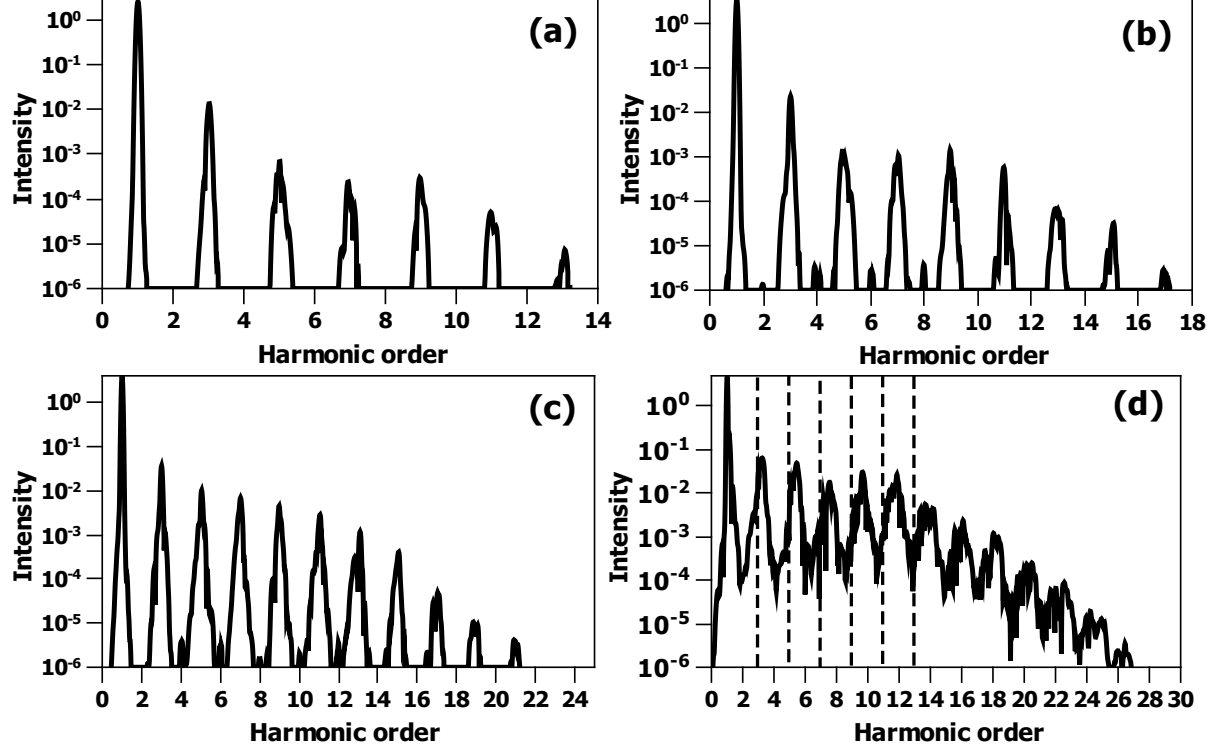 (a)
10⁰
10⁻¹
10⁻²
10⁻³
10⁻⁴
10⁻⁵
10⁻⁶
Intensity
0 2 4 6 8 10 12 14
Harmonic order
(b)
10⁰
10⁻¹
10⁻²
10⁻³
10⁻⁴
10⁻⁵
10⁻⁶
Intensity
0 2 4 6 8 10 12 14 16 18
Harmonic order
(c)
10⁰
10⁻¹
10⁻²
10⁻³
10⁻⁴
10⁻⁵
10⁻⁶
Intensity
0 2 4 6 8 10 12 14 16 18 20 22 24
Harmonic order
(d)
10⁰
10⁻¹
10⁻²
10⁻³
10⁻⁴
10⁻⁵
10⁻⁶
Intensity
0 2 4 6 8 10 12 14 16 18 20 22 24 26 28 30
Harmonic order